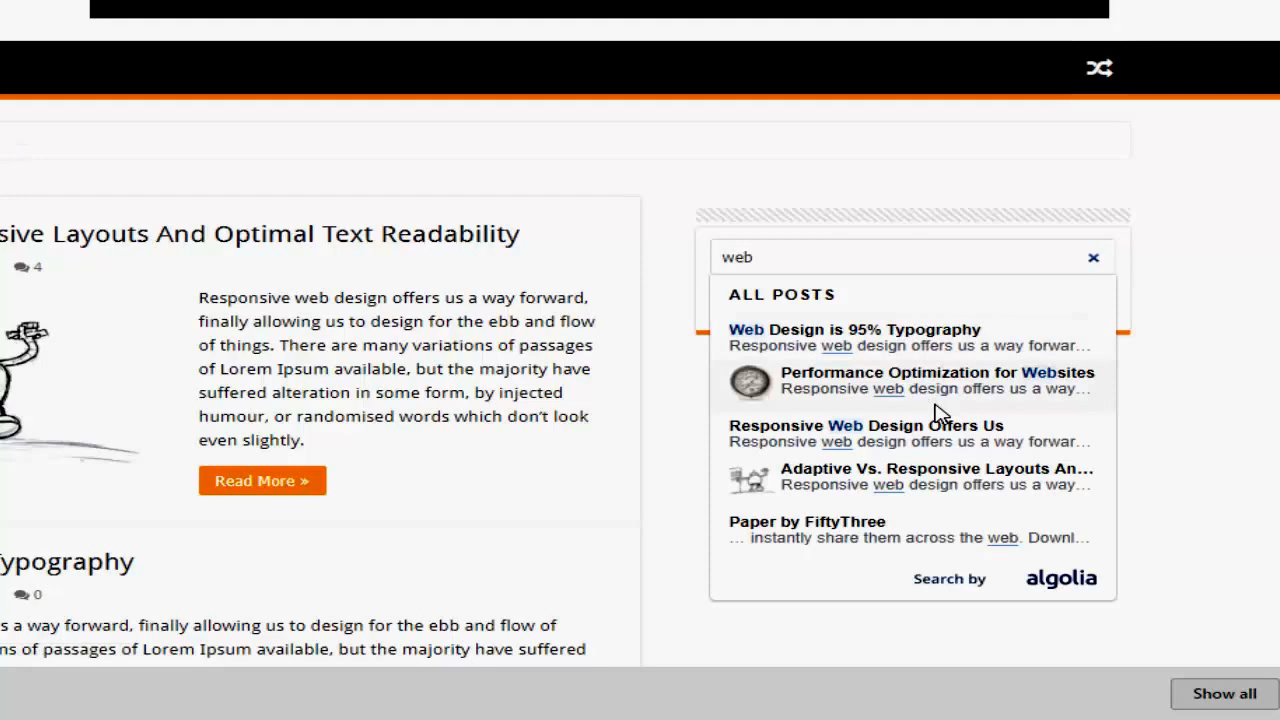 sive Layouts And Optimal Text Readability
4
Responsive web design offers us a way forward,
finally allowing us to design for the ebb and flow
of things. There are many variations of passages
of Lorem Ipsum available, but the majority have
suffered alteration in some form, by injected
humour, or randomised words which don't look
even slightly.
Read More »
ypography
0
s a way forward, finally allowing us to design for the ebb and flow of
ns of passages of Lorem Ipsum available, but the majority have suffered
web
ALL POSTS
Web Design is 95% Typography
Responsive web design offers us a way forwar...
Performance Optimization for Websites
Responsive web design offers us a way...
Responsive Web Design Offers Us
Responsive web design offers us a way forwar...
Adaptive Vs. Responsive Layouts An...
Responsive web design offers us a way...
Paper by FiftyThree
... instantly share them across the web. Downl...
Search by algolia
Show all